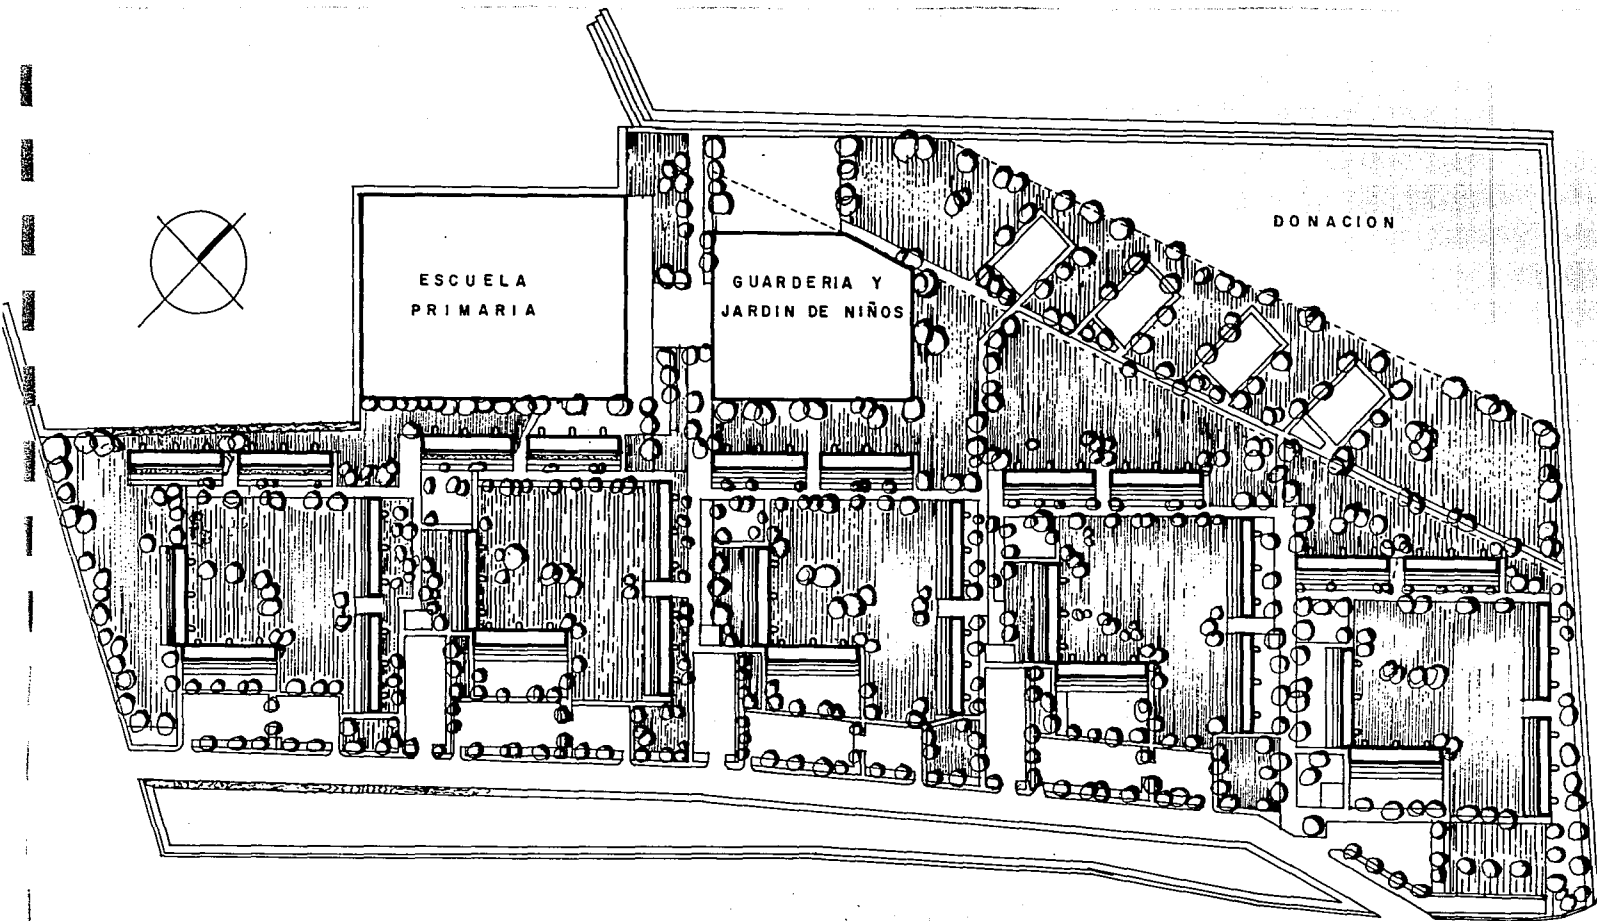 DONACION
ESCUELA
PRIMARIA
GUARDERIA Y
JARDIN DE NIÑOS